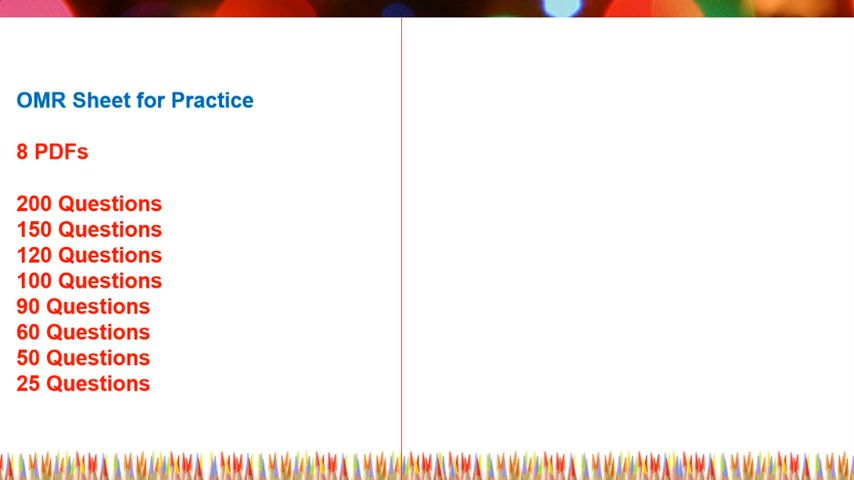 OMR Sheet for Practice
8 PDFs
200 Questions
150 Questions
120 Questions
100 Questions
90 Questions
60 Questions
50 Questions
25 Questions